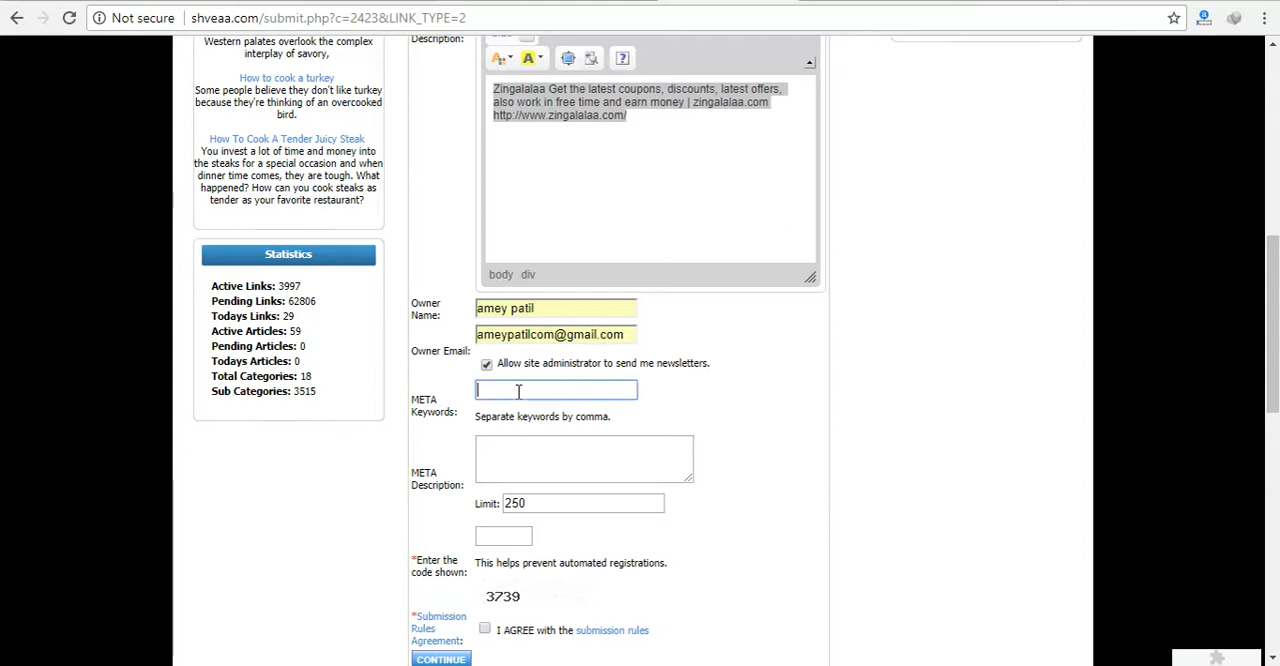 Not secure
shveaa.com/submit.php?c=2423&LINK_TYPE=2
Western palates overlook the complex
interplay of savory,
How to cook a turkey
Some people believe they don't like turkey
because they're thinking of an overcooked
bird.
How To Cook A Tender Juicy Steak
You invest a lot of time and money into
the steaks for a special occasion and when
dinner time comes, they are tough. What
happened? How can you cook steaks as
tender as your favorite restaurant?
Statistics
Active Links: 3997
Pending Links: 62806
Todays Links: 29
Active Articles: 59
Pending Articles: 0
Todays Articles: 0
Total Categories: 18
Sub Categories: 3515
Description:
Zingalalaa Get the latest coupons, discounts, latest offers,
also work in free time and earn money | zingalalaa.com
http://www.zingalalaa.com/
body div
Owner
Name:
amey patil
ameypatilcom@gmail.com
Owner Email:
Allow site administrator to send me newsletters.
META
Keywords:
Separate keywords by comma.
META
Description:
Limit: 250
*Enter the
code shown:
This helps prevent automated registrations.
3739
*Submission
Rules
Agreement:
I AGREE with the submission rules
CONTINUE